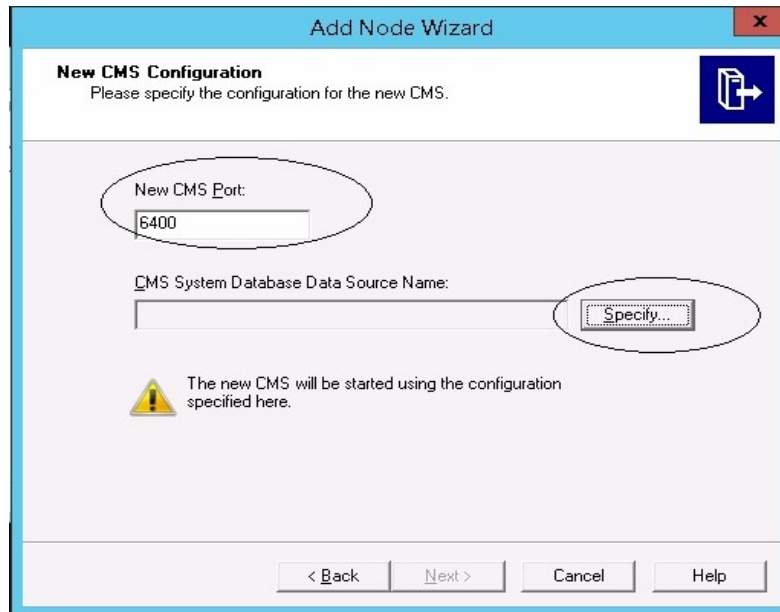 Add Node Wizard
x
New CMS Configuration
Please specify the configuration for the new CMS.
New CMS Port:
6400
CMS System Database Data Source Name:
Specify...
The new CMS will be started using the configuration
specified here.
< Back
Next >
Cancel
Help